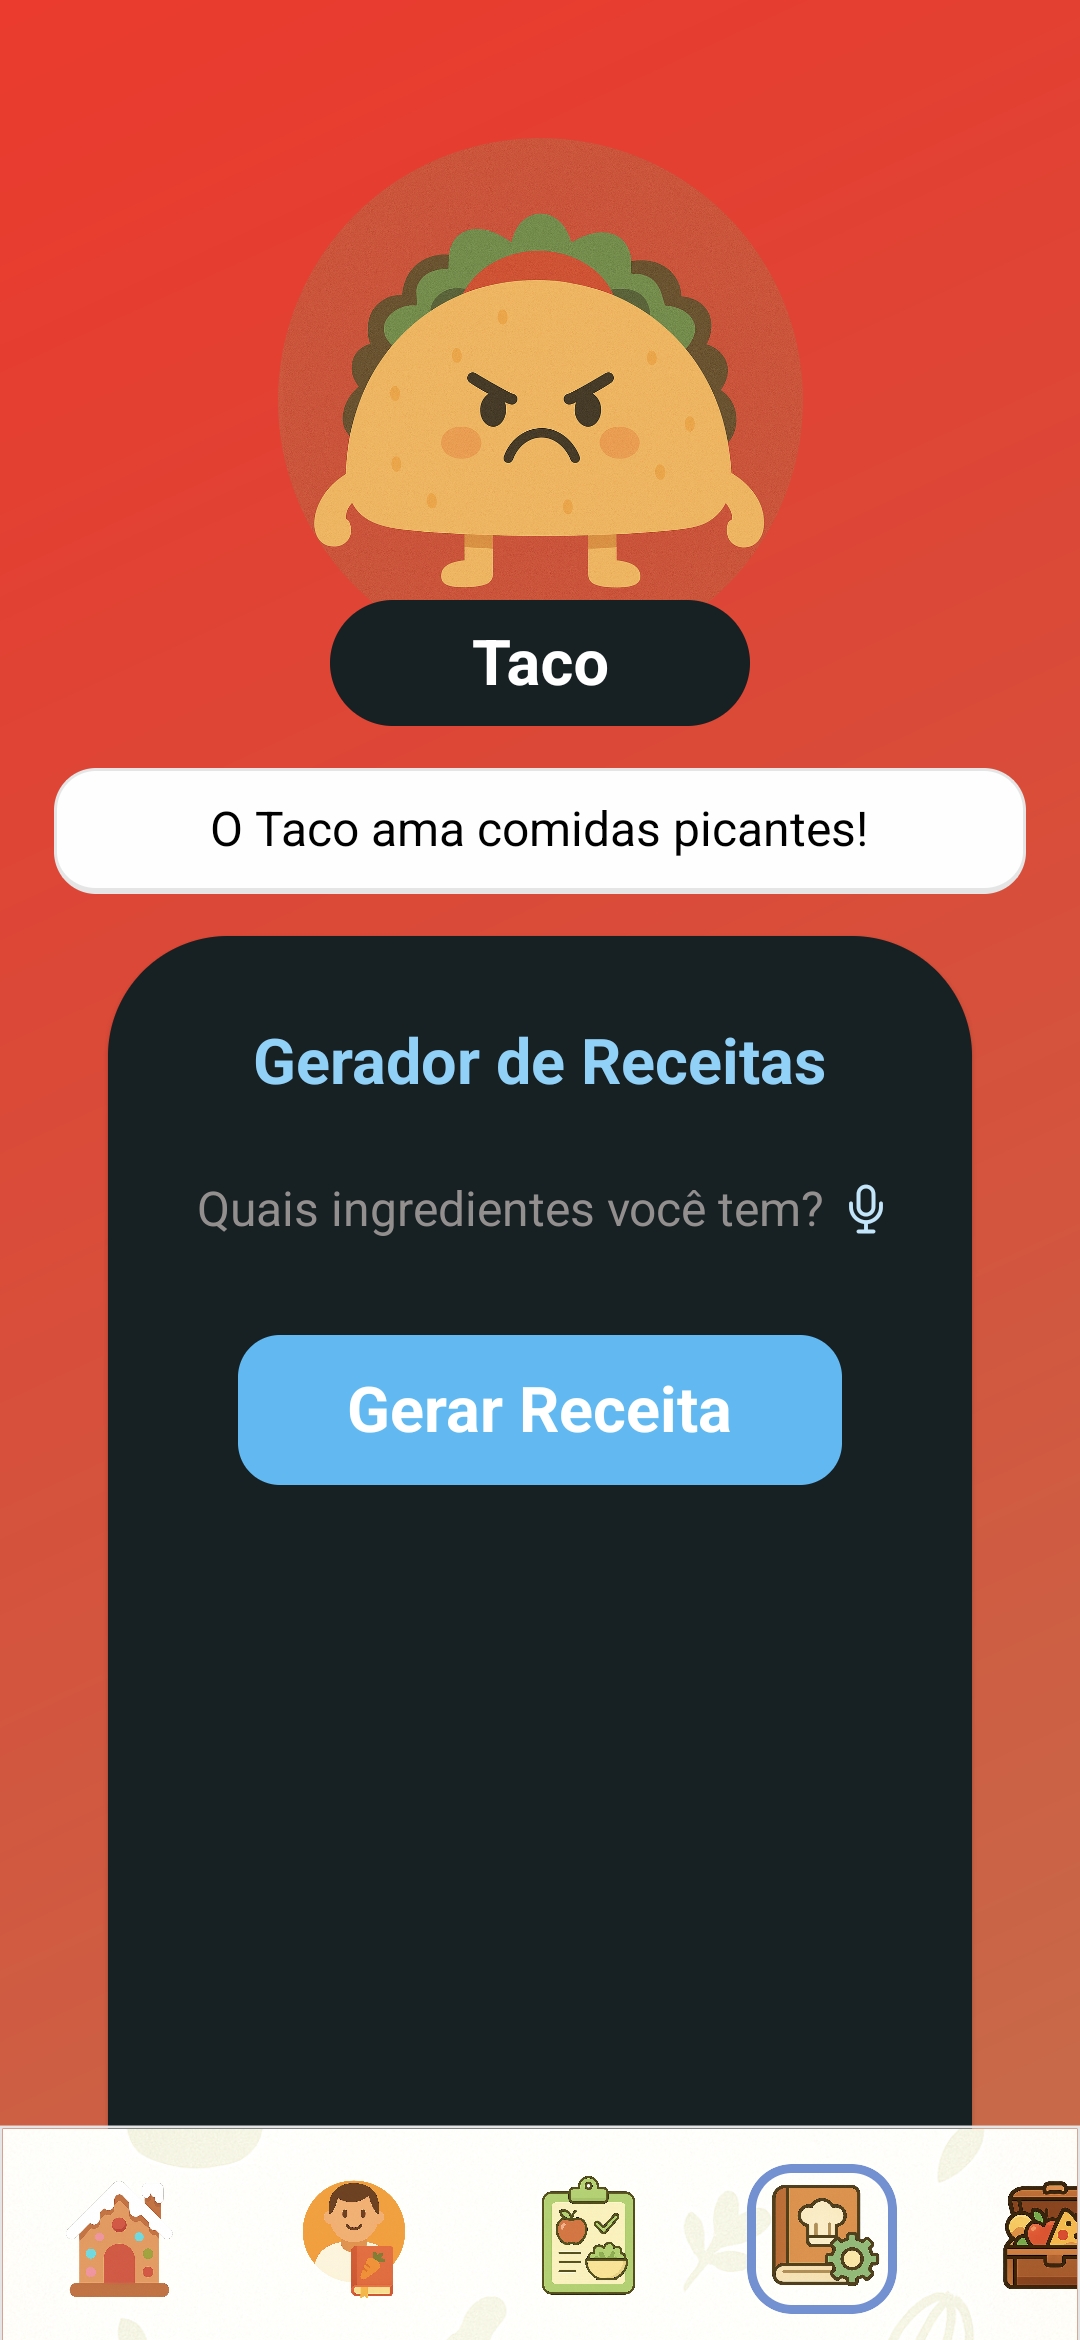 Taco
O Taco ama comidas picantes!
Gerador de Receitas
Quais ingredientes você tem?
Gerar Receita